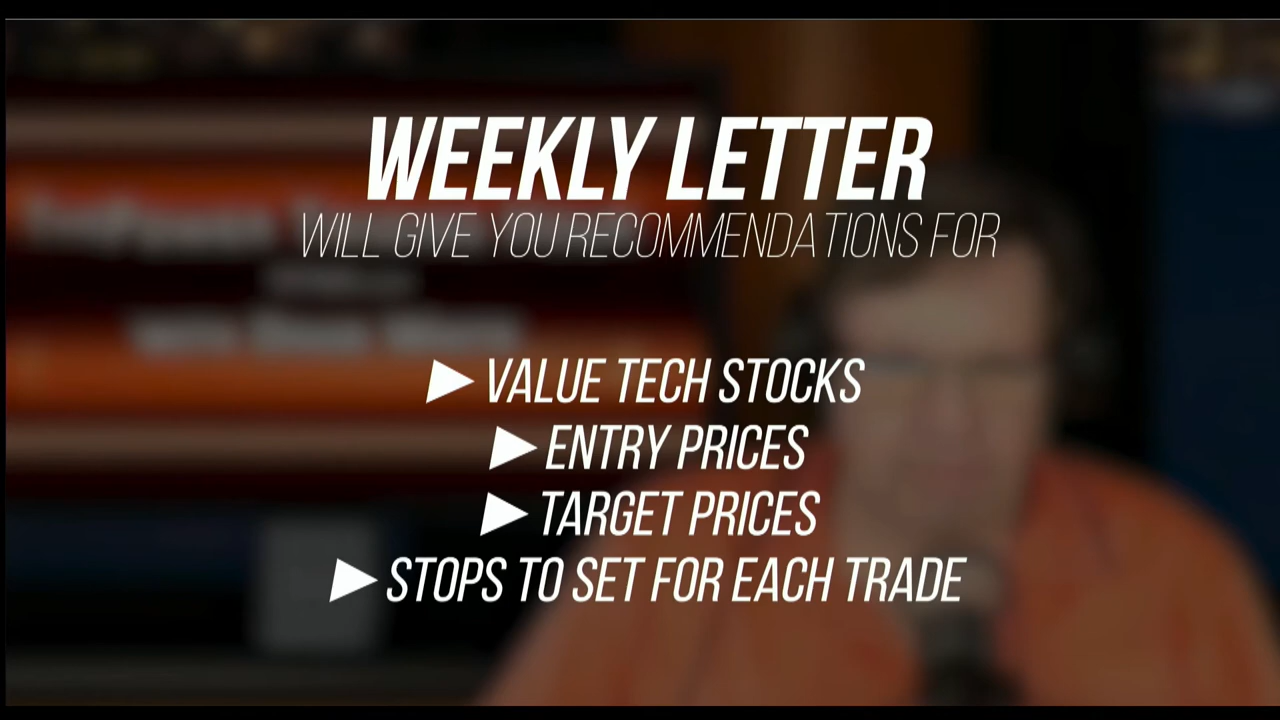 WEEKLY LETTER
WILL GIVE YOU RECOMMENDATIONS FOR
► VALUE TECH STOCKS
► ENTRY PRICES
► TARGET PRICES
► STOPS TO SET FOR EACH TRADE